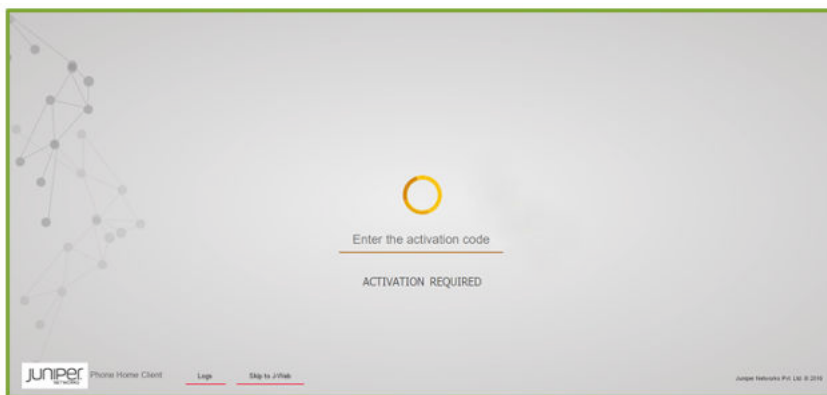 Enter the activation code
ACTIVATION REQUIRED
JUNIPER
NETWORKS
Phone Home Client
Logs
Skip to J-Web
Juniper Networks Pvt. Ltd. © 2016